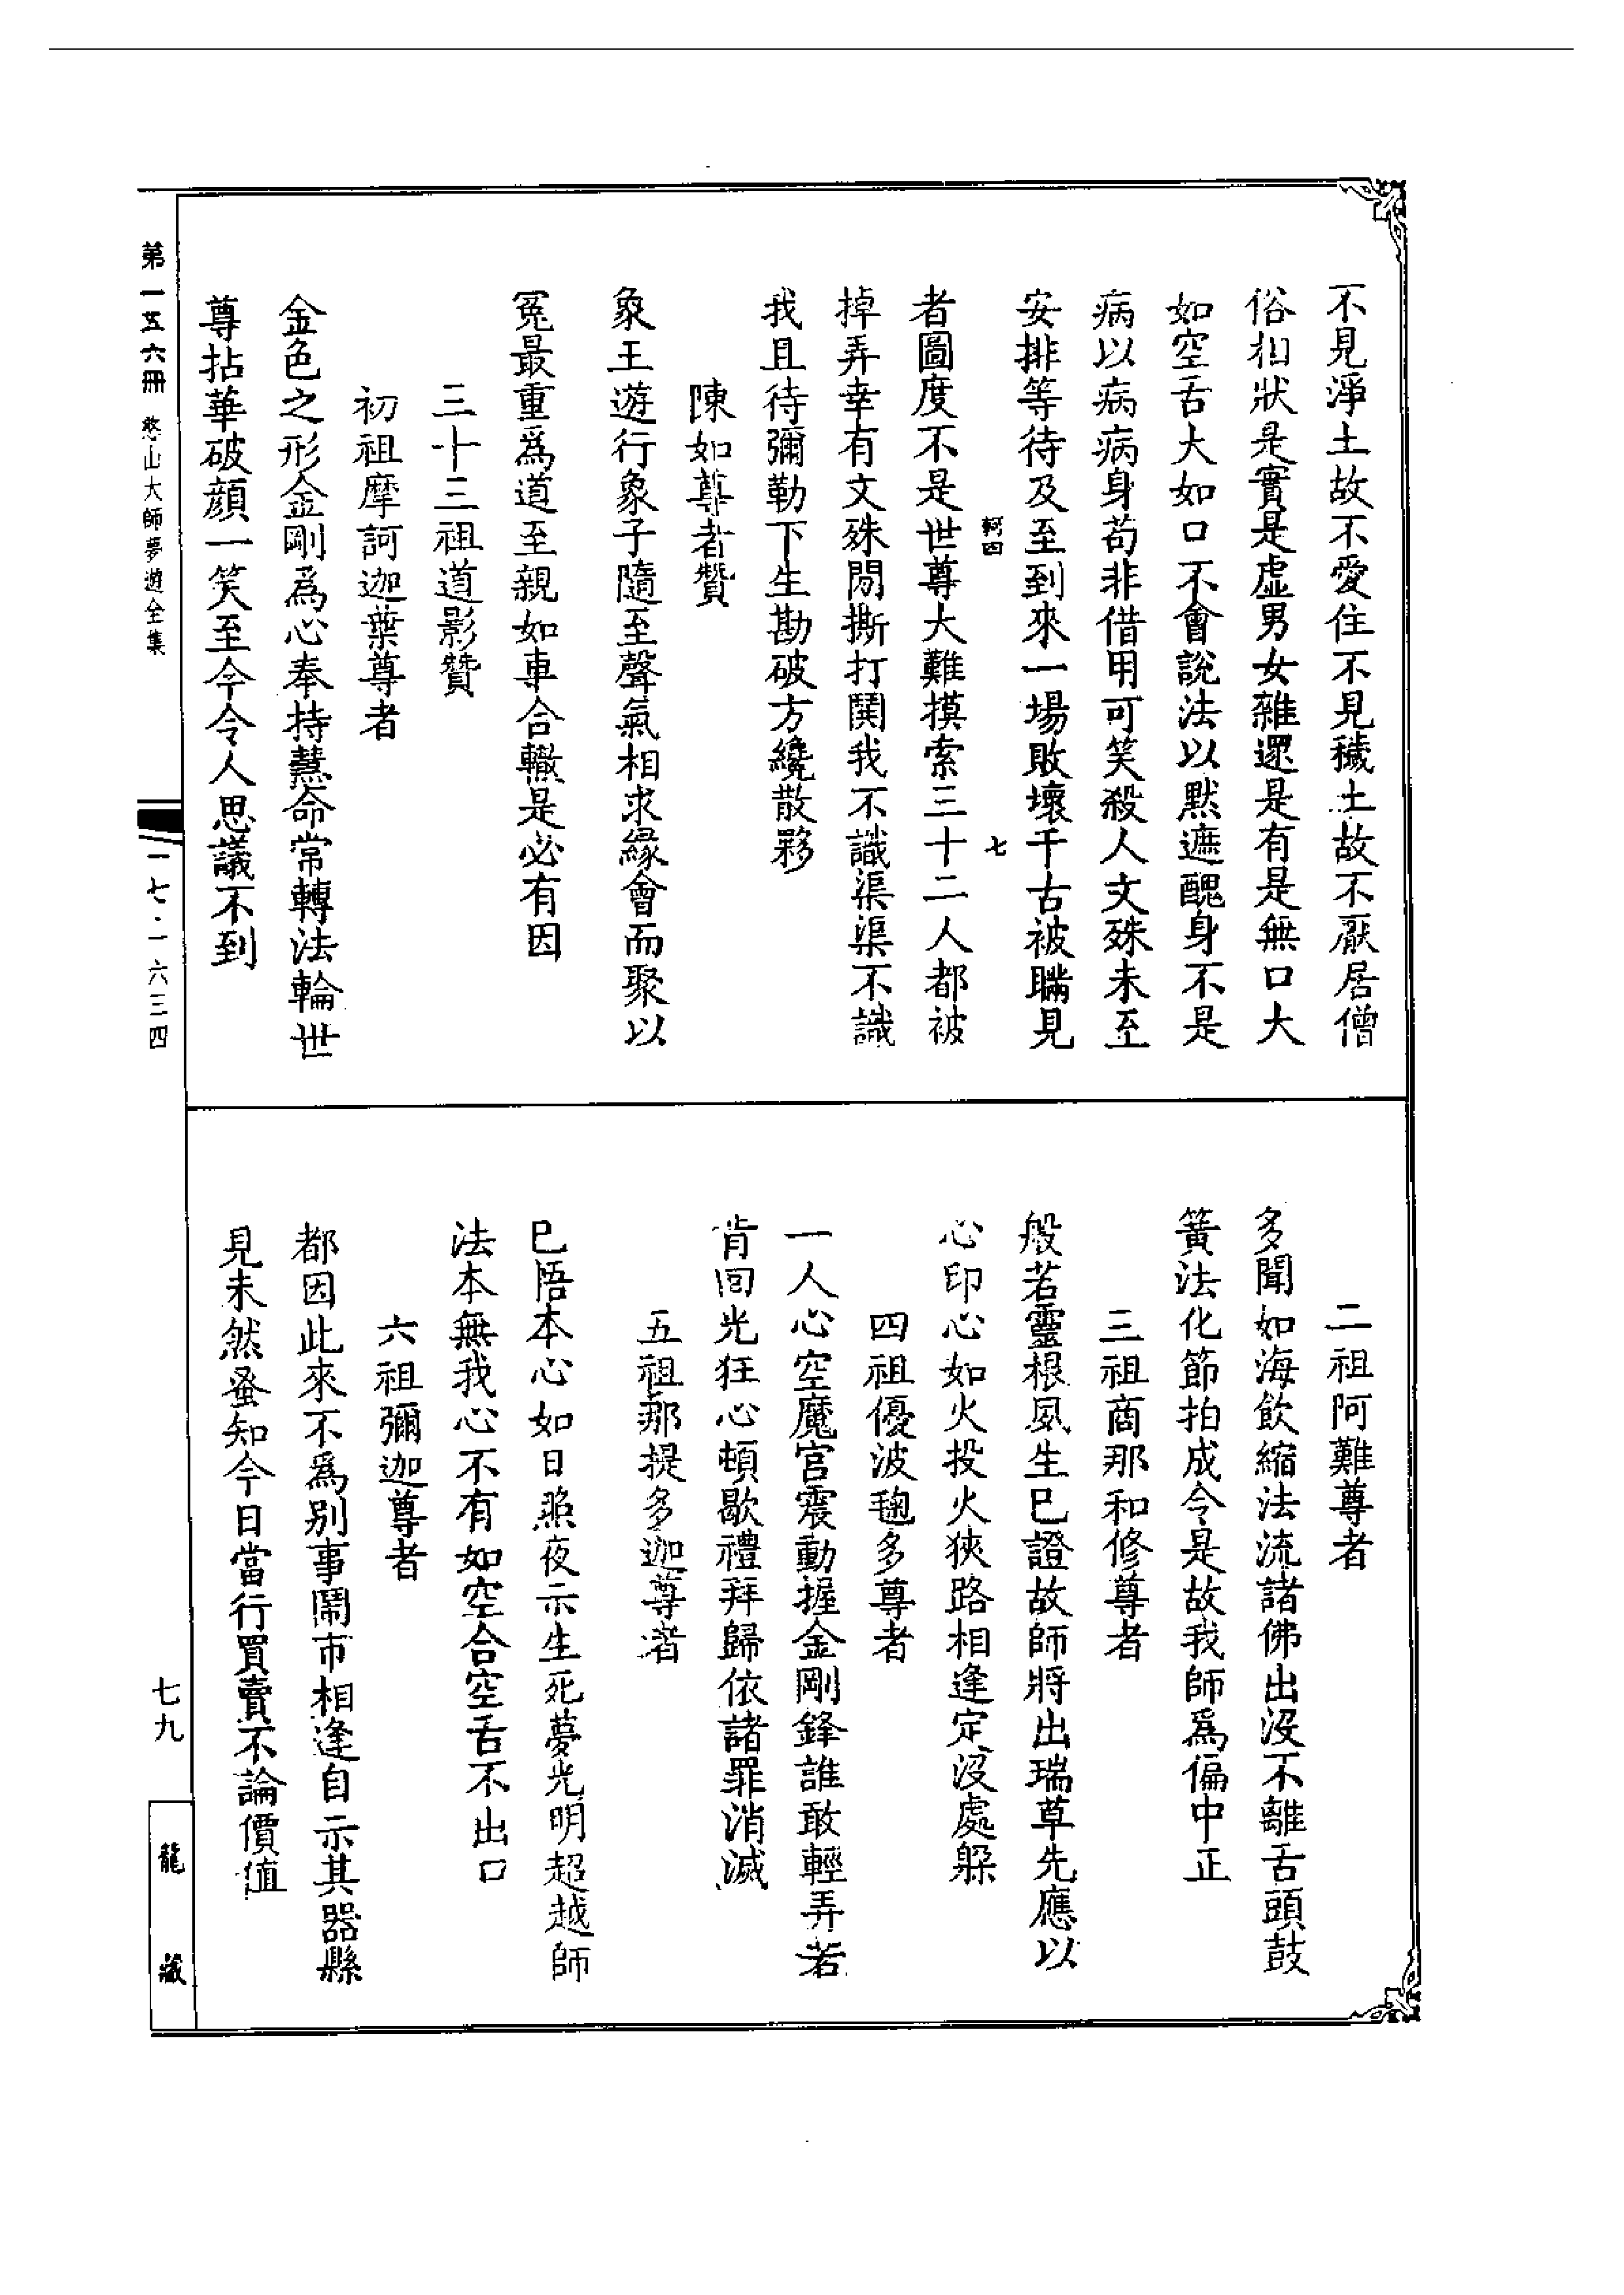 不見淨土故不愛住不見穢土故不厭居僧
俗相狀是實是虛男女雜還是有是無口大
如空舌大如口不會說法以默遮醜身不是
病以病病身苟非借用可笑殺人文殊未至
安排等待及至到來一場敗壞千古被瞞見
軻四
七
者圖度不是世尊大難摸索三十二人都被
掉弄幸有文殊閒撕打鬨我不識渠渠不識
我且待彌勒下生勘破方纔散夥
陳如尊者贊
象王遊行象子隨至聲氣相求緣會而聚以
冤最重爲道至親如車合轍是必有因
三十三祖道影贊
初祖摩訶迦葉尊者
金色之形金剛爲心奉持慧命常轉法輪世
尊拈華破顏一笑至今令人思議不到
二祖阿難尊者
多聞如海飲縮法流諸佛出沒不離舌頭鼓
簧法化節拍成令是故我師爲偏中正
三祖商那和修尊者
般若靈根夙生巳證故師將出瑞草先應以
心印心如火投火狹路相逢定沒處躲
四祖優波毱多尊者
一人心空魔宮震動握金剛鋒誰敢輕弄若
肯回光狂心頓歇禮拜歸依諸罪消滅
五祖那提多迦尊者
巳悟本心如日照夜示生死夢光明超越師
法本無我心不有如空合空舌不出口
六祖彌迦尊者
都因此來不爲別事鬧市相逢自示其器縣
見未然蚤知今日當行買賣不論價值
第一五六冊 憨山大師夢遊全集
一七·一六三四
七九
龍藏